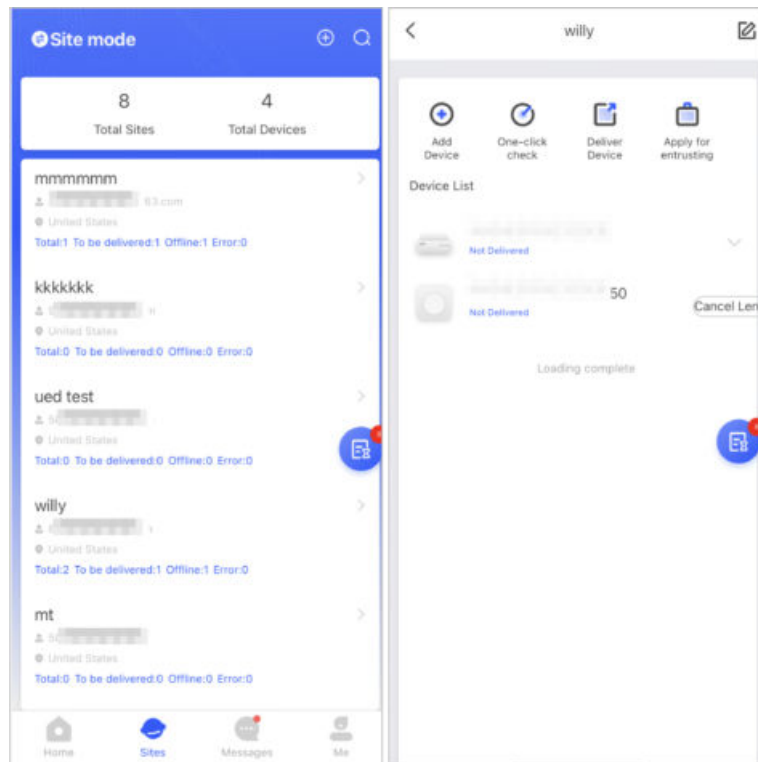 Site mode
8 4
Total Sites Total Devices
mmmmmm
63.com
United States
Total:1 To be delivered:1 Offline:1 Error:0
kkkkkkk
United States
Total:0 To be delivered:0 Offline:0 Error:0
ued test
United States
Total:0 To be delivered:0 Offline:0 Error:0
willy
United States
Total:2 To be delivered:1 Offline:1 Error:0
mt
United States
Total:0 To be delivered:0 Offline:0 Error:0
Home Sites Messages Me
willy
Add Device
One-click check
Deliver Device
Apply for entrusting
Device List
Not Delivered
50
Not Delivered
Cancel Len
Loading complete